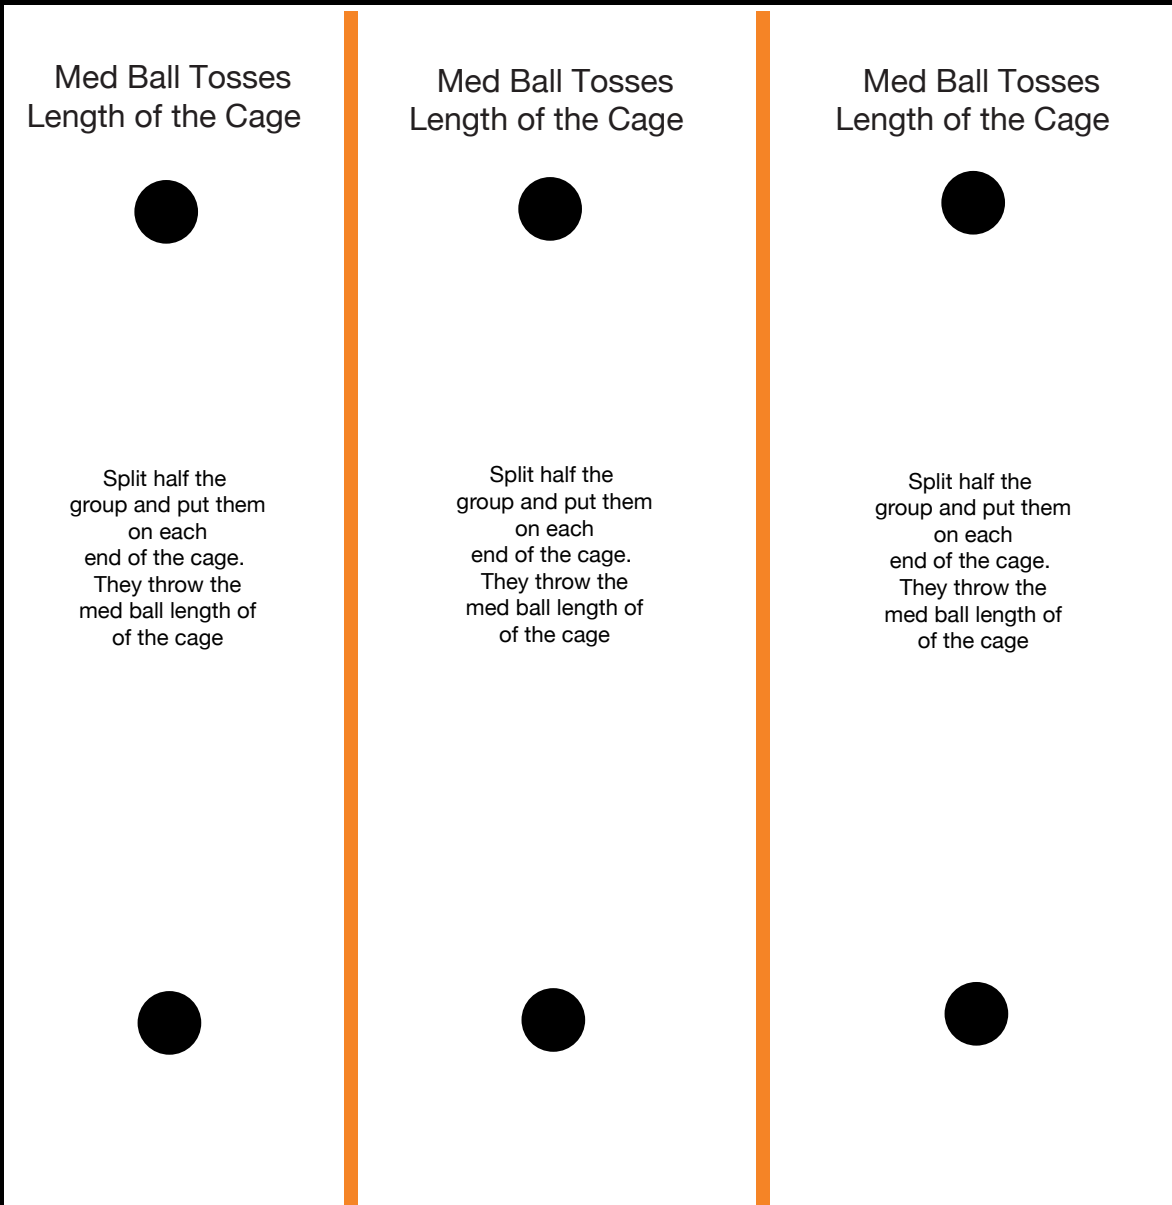 Med Ball Tosses
Length of the Cage
Split half the
group and put them
on each
end of the cage.
They throw the
med ball length of
of the cage
Med Ball Tosses
Length of the Cage
Split half the
group and put them
on each
end of the cage.
They throw the
med ball length of
of the cage
Med Ball Tosses
Length of the Cage
Split half the
group and put them
on each
end of the cage.
They throw the
med ball length of
of the cage